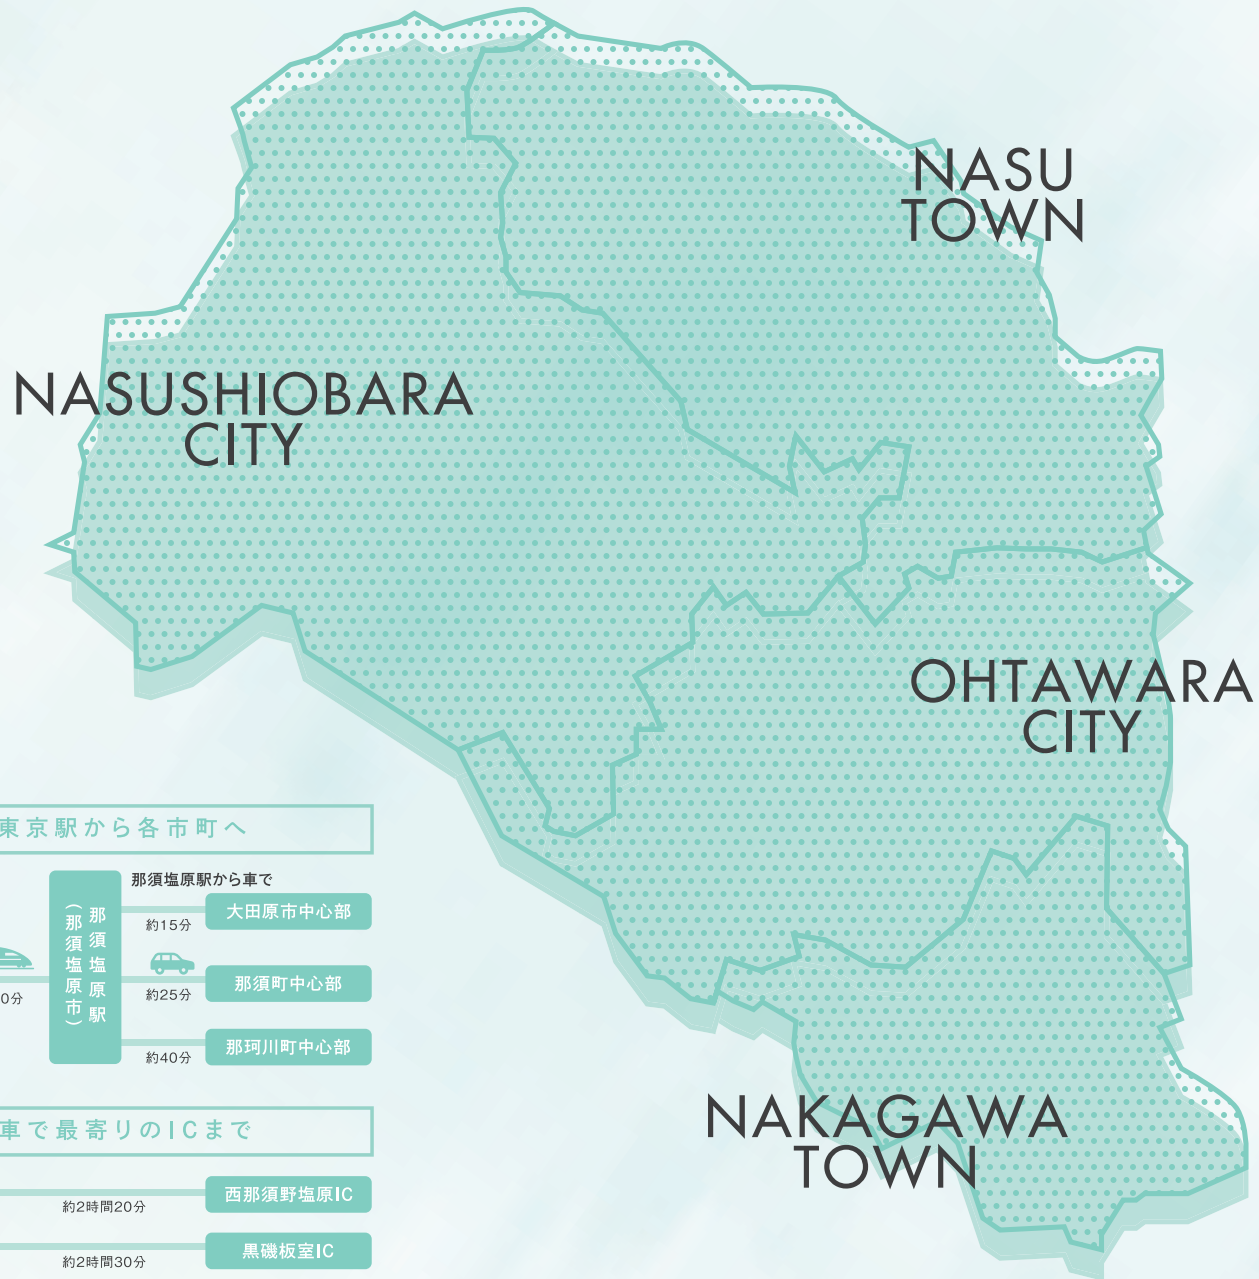 NASU
TOWN
NASUSHIOBARA
CITY
OHTAWARA
CITY
NAKAGAWA
TOWN
東京駅から各市町へ
那須塩原駅から車で
那須塩原駅
（那須塩原市）
約15分
大田原市中心部
0分
約25分
那須町中心部
約40分
那珂川町中心部
車で最寄りのICまで
約2時間20分
西那須野塩原IC
約2時間30分
黒磯板室IC